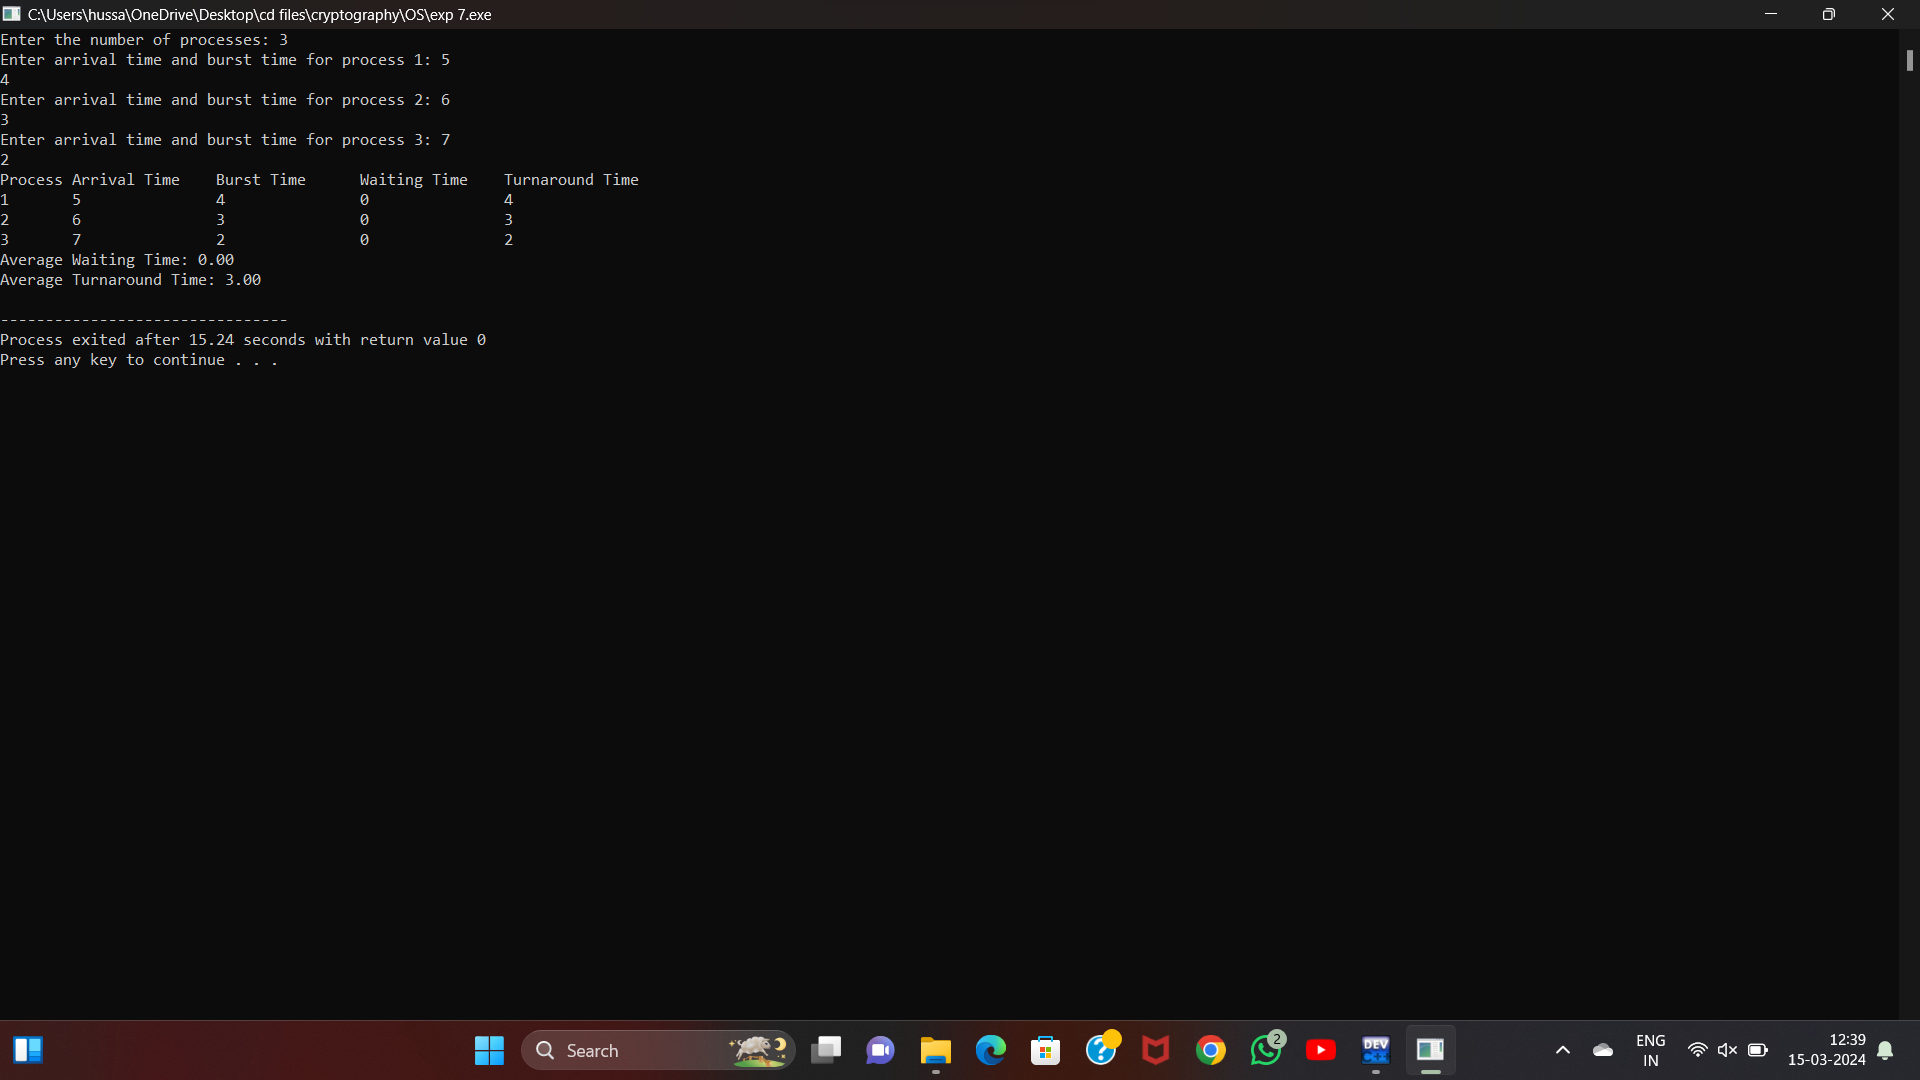 C:\Users\hussa\OneDrive\Desktop\cd files\cryptography\OS\exp 7.exe
Enter the number of processes: 3
Enter arrival time and burst time for process 1: 5
4
Enter arrival time and burst time for process 2: 6
3
Enter arrival time and burst time for process 3: 7
2
Process Arrival Time    Burst Time      Waiting Time    Turnaround Time
1       5               4               0               4
2       6               3               0               3
3       7               2               0               2
Average Waiting Time: 0.00
Average Turnaround Time: 3.00
--------------------------------
Process exited after 15.24 seconds with return value 0
Press any key to continue . . .
Search
2
DEV
C++
ENG
IN
12:39
15-03-2024